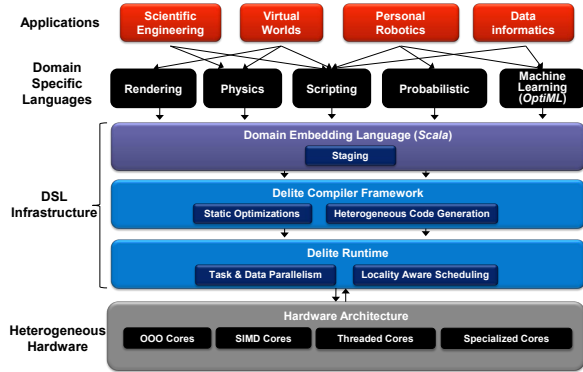 Applications
Scientific
Engineering
Virtual
Worlds
Personal
Robotics
Data
informatics
Domain
Specific
Languages
Rendering
Physics
Scripting
Probabilistic
Machine
Learning
(OptiML)
DSL
Infrastructure
Domain Embedding Language (Scala)
Staging
Delite Compiler Framework
Static Optimizations
Heterogeneous Code Generation
Delite Runtime
Task & Data Parallelism
Locality Aware Scheduling
Heterogeneous
Hardware
Hardware Architecture
OOO Cores
SIMD Cores
Threaded Cores
Specialized Cores